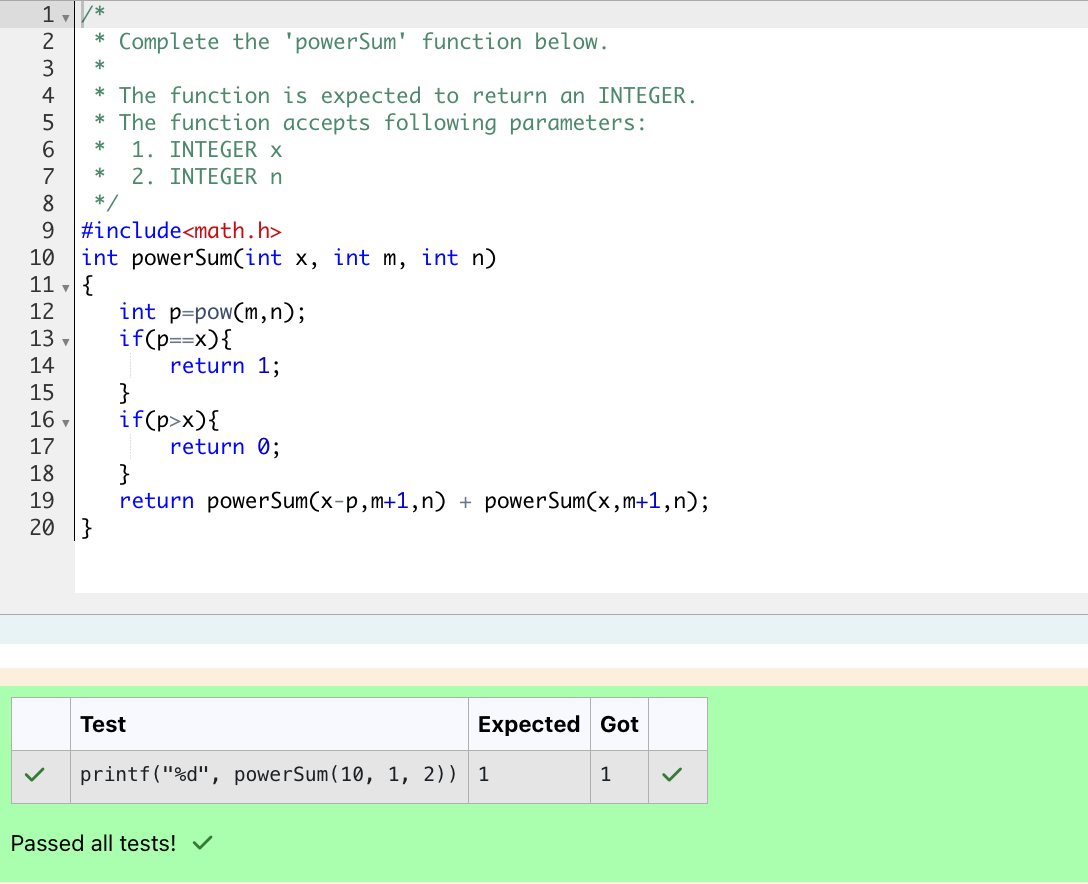 1 /*
2 * Complete the 'powerSum' function below.
3 *
4 * The function is expected to return an INTEGER.
5 * The function accepts following parameters:
6 *  1. INTEGER x
7 *  2. INTEGER n
8 */
9 #include<math.h>
10 int powerSum(int x, int m, int n)
11 {
12    int p=pow(m,n);
13    if(p==x){
14        return 1;
15    }
16    if(p>x){
17        return 0;
18    }
19    return powerSum(x-p,m+1,n) + powerSum(x,m+1,n);
20 }
Test Expected Got
printf("%d", powerSum(10, 1, 2)) 1 1
Passed all tests!